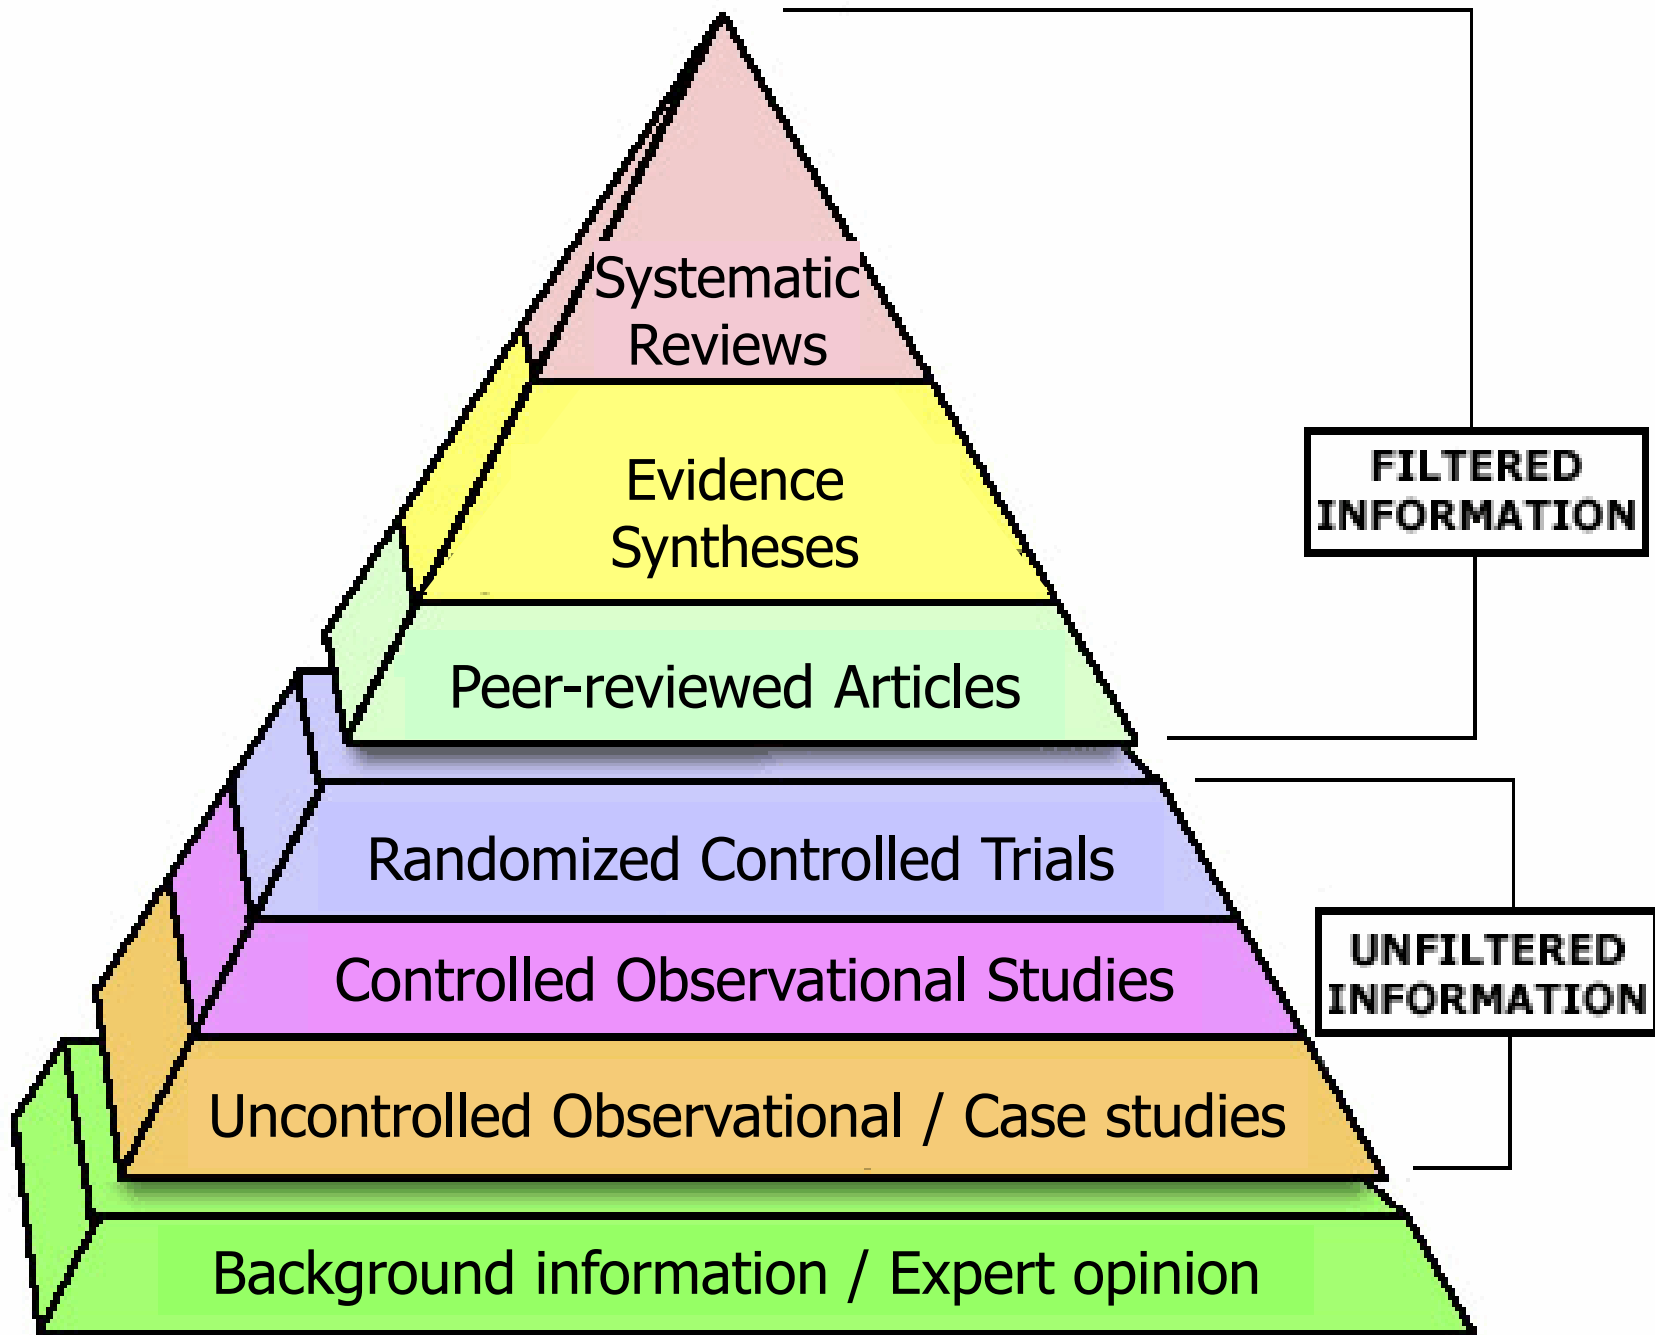 Systematic
Reviews
Evidence
Syntheses
FILTERED
INFORMATION
Peer-reviewed Articles
Randomized Controlled Trials
Controlled Observational Studies
UNFILTERED
INFORMATION
Uncontrolled Observational / Case studies
Background information / Expert opinion